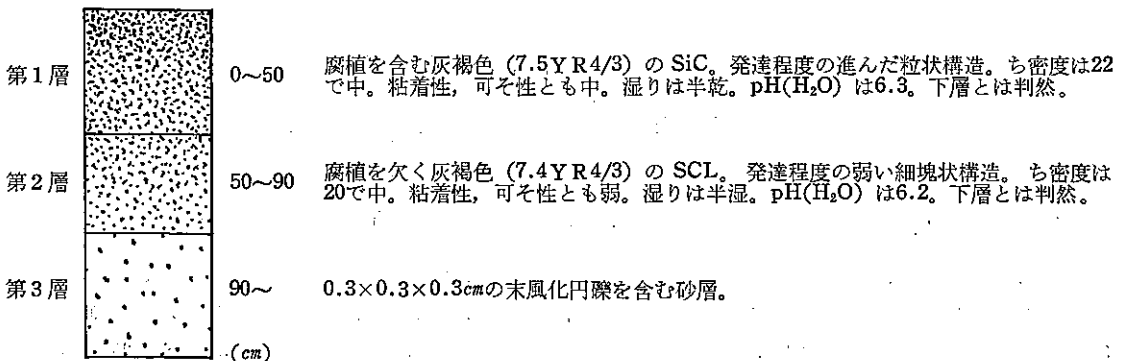 第1層
0~50
腐植を含む灰褐色 (7.5YR4/3) の SiC。発達程度の進んだ粒状構造。ち密度は22
で中。粘着性，可そ性とも中。湿りは半乾。pH(H₂O) は6.3。下層とは判然。
第2層
50~90
腐植を欠く灰褐色 (7.4YR4/3) の SCL。発達程度の弱い細塊状構造。ち密度は
20で中。粘着性，可そ性とも弱。湿りは半湿。pH(H₂O) は6.2。下層とは判然。
第3層
90~
0.3×0.3×0.3cmの末風化円礫を含む砂層。
(cm)